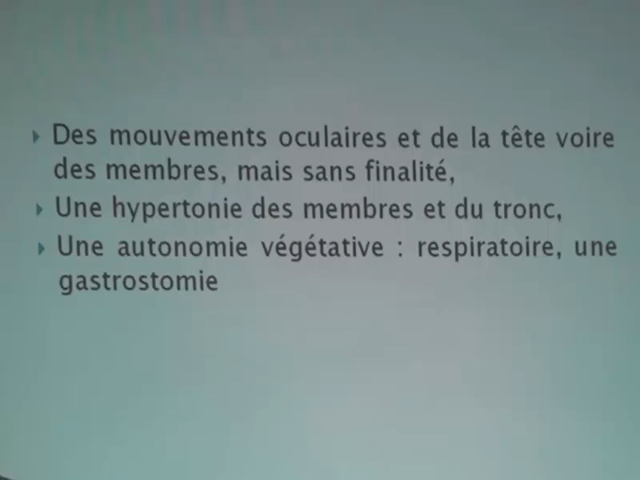 Des mouvements oculaires et de la tête voire
des membres, mais sans finalité,
Une hypertonie des membres et du tronc,
Une autonomie végétative : respiratoire, une
gastrostomie